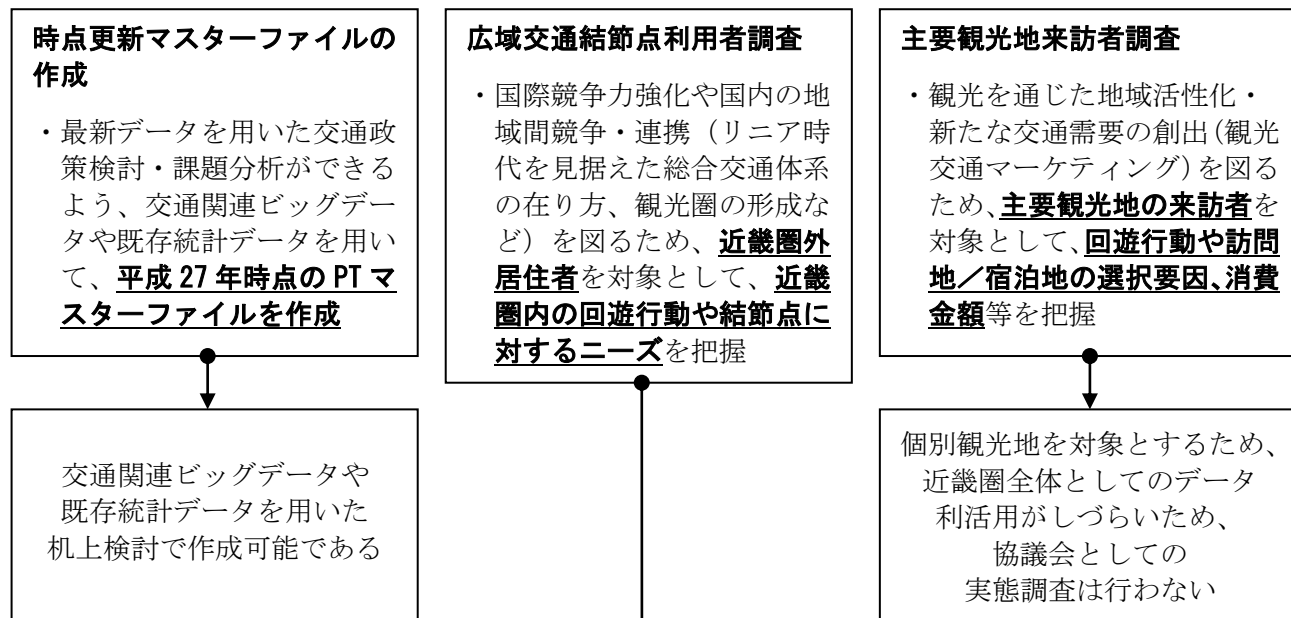 時点更新マスターファイルの
作成
・最新データを用いた交通政
策検討・課題分析ができる
よう、交通関連ビッグデー
タや既存統計データを用い
て、平成 27 年時点の PT マ
スターファイルを作成
交通関連ビッグデータや
既存統計データを用いた
机上検討で作成可能である
広域交通結節点利用者調査
・国際競争力強化や国内の地
域間競争・連携（リニア時
代を見据えた総合交通体系
の在り方、観光圏の形成な
ど）を図るため、近畿圏外
居住者を対象として、近畿
圏内の回遊行動や結節点に
対するニーズを把握
主要観光地来訪者調査
・観光を通じた地域活性化・
新たな交通需要の創出(観光
交通マーケティング)を図る
ため、主要観光地の来訪者を
対象として、回遊行動や訪問
地／宿泊地の選択要因、消費
金額等を把握
個別観光地を対象とするため、
近畿圏全体としてのデータ
利活用がしづらいため、
協議会としての
実態調査は行わない